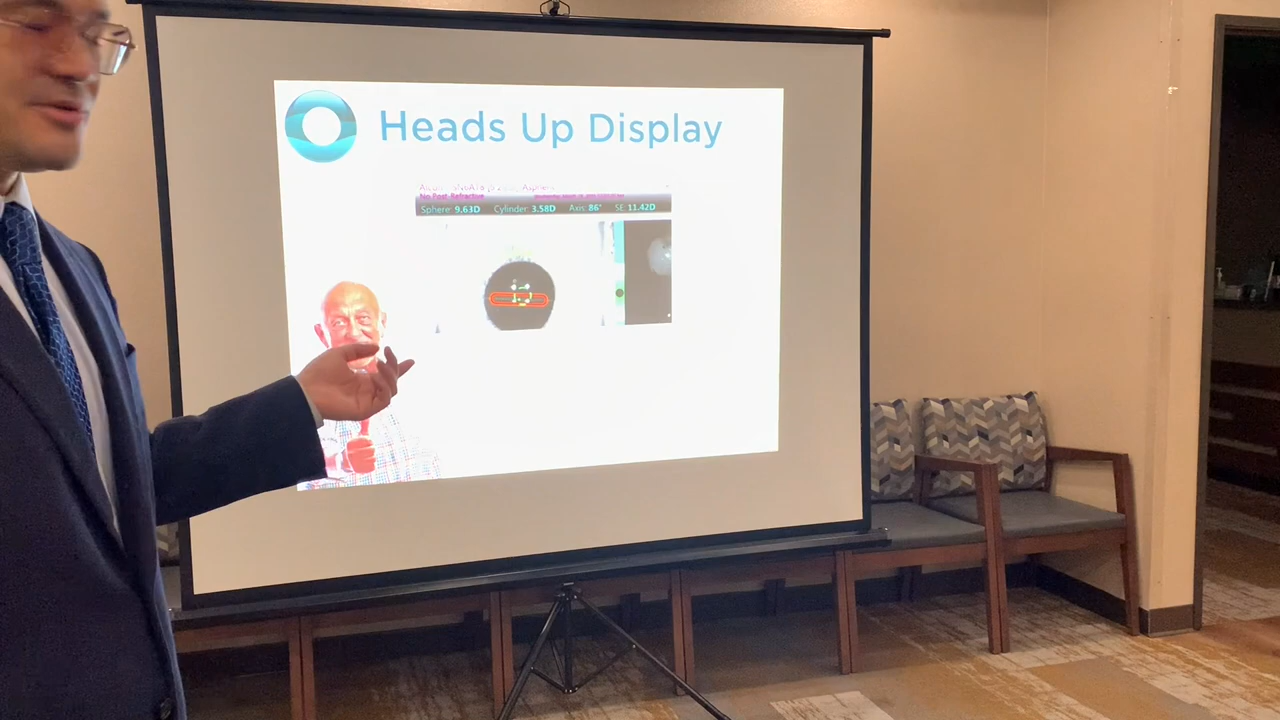 Heads Up Display
No Post Refractive
Sphere: 9.63D Cylinder: 3.58D Axis: 86° SE: 11.42D